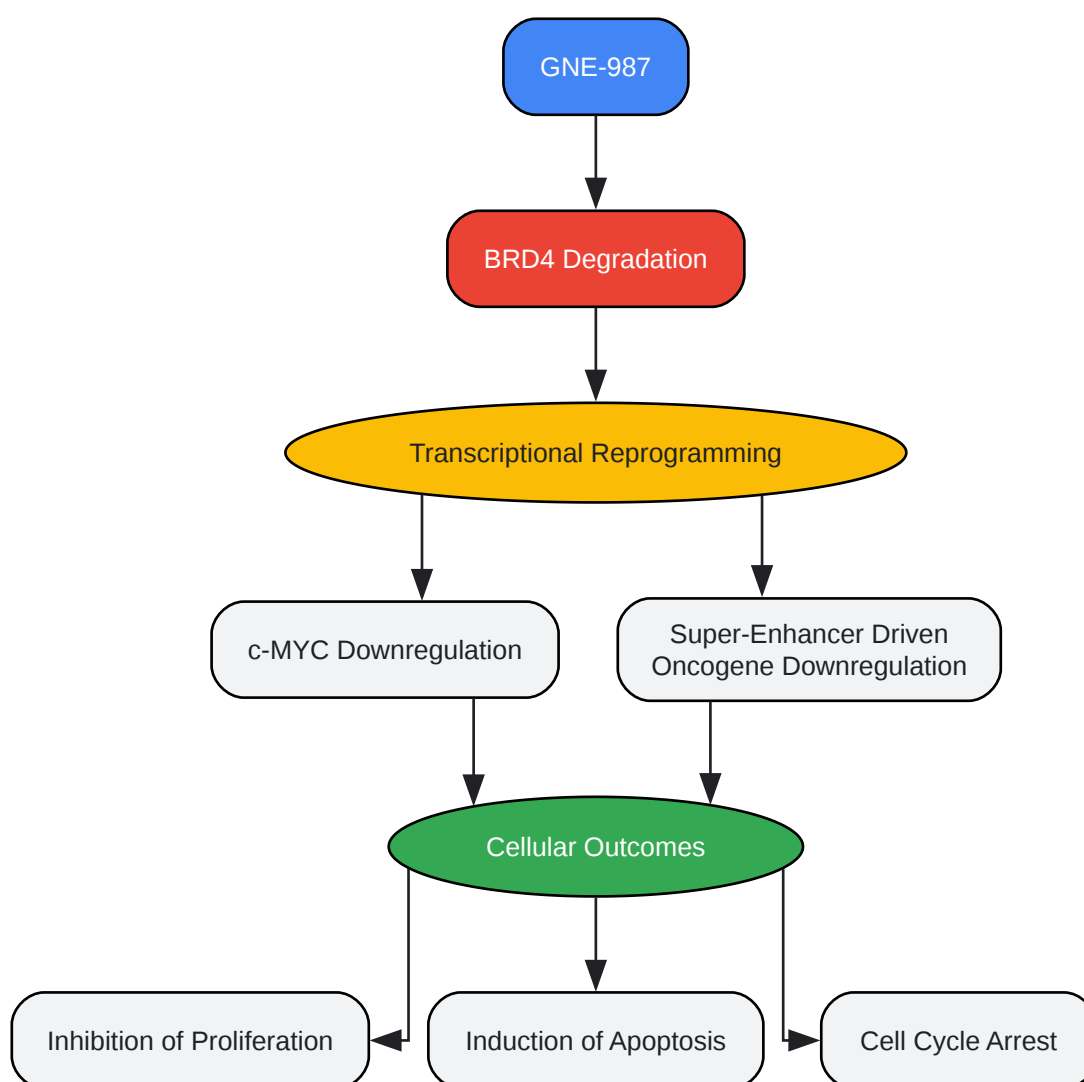 GNE-987
BRD4 Degradation
Transcriptional Reprogramming
c-MYC Downregulation
Super-Enhancer Driven
Oncogene Downregulation
Cellular Outcomes
Inhibition of Proliferation
Induction of Apoptosis
Cell Cycle Arrest